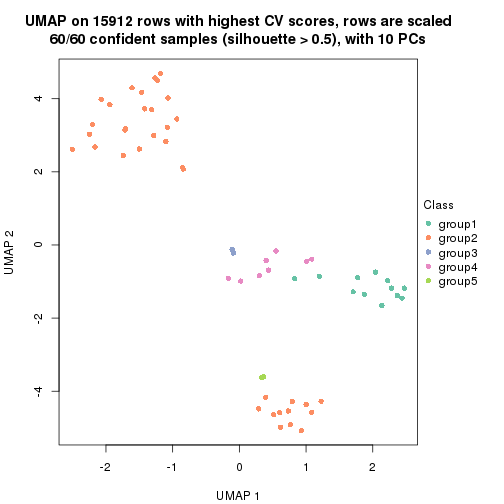 UMAP on 15912 rows with highest CV scores, rows are scaled
60/60 confident samples (silhouette > 0.5), with 10 PCs
4
2
0
-2
-4
UMAP 2
-2
-1
0
1
2
UMAP 1
Class
group1
group2
group3
group4
group5